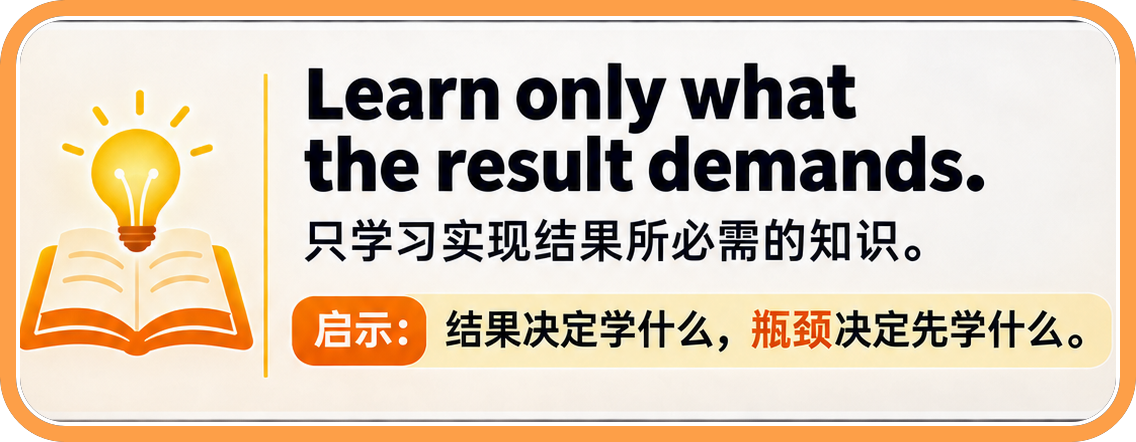 Learn only what
the result demands.
只学习实现结果所必需的知识。
启示：结果决定学什么，瓶颈决定先学什么。